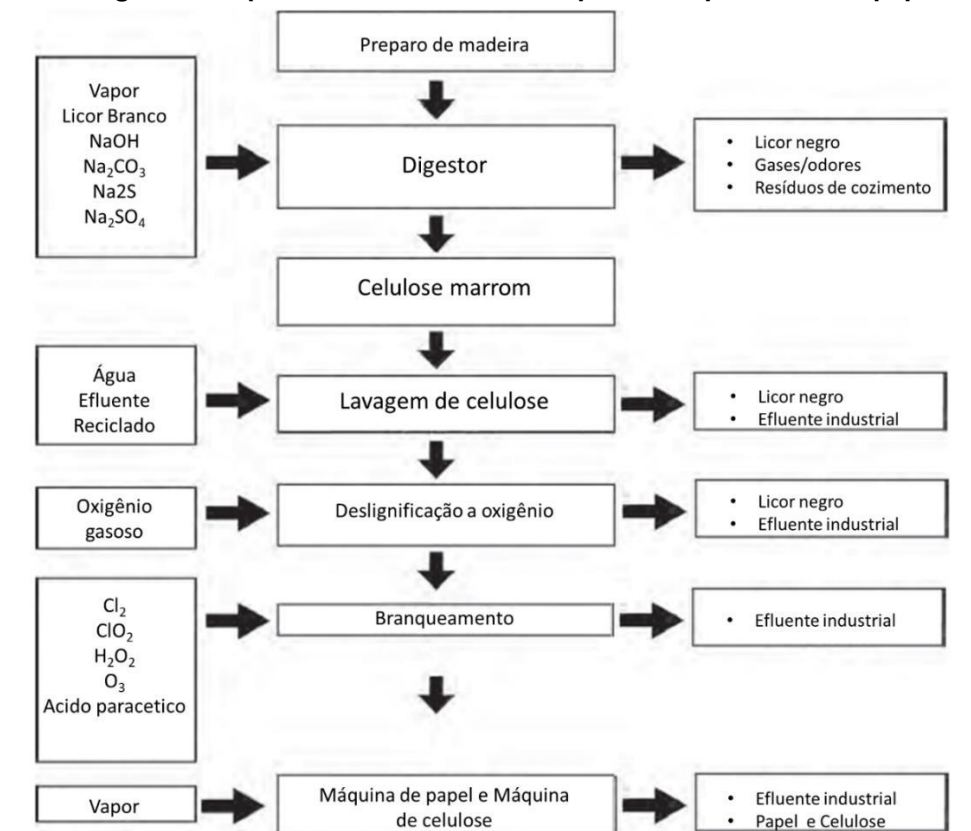 Preparo de madeira
Vapor
Licor Branco
NaOH
Na₂CO₃
Na2S
Na₂SO₄
Digestor
• Licor negro
• Gases/odores
• Resíduos de cozimento
Celulose marrom
Água
Efluente
Reciclado
Lavagem de celulose
• Licor negro
• Efluente industrial
Oxigênio
gasoso
Deslignificação a oxigênio
• Licor negro
• Efluente industrial
Cl₂
ClO₂
H₂O₂
O₃
Acido paracetico
Branqueamento
• Efluente industrial
Vapor
Máquina de papel e Máquina
de celulose
• Efluente industrial
• Papel e Celulose